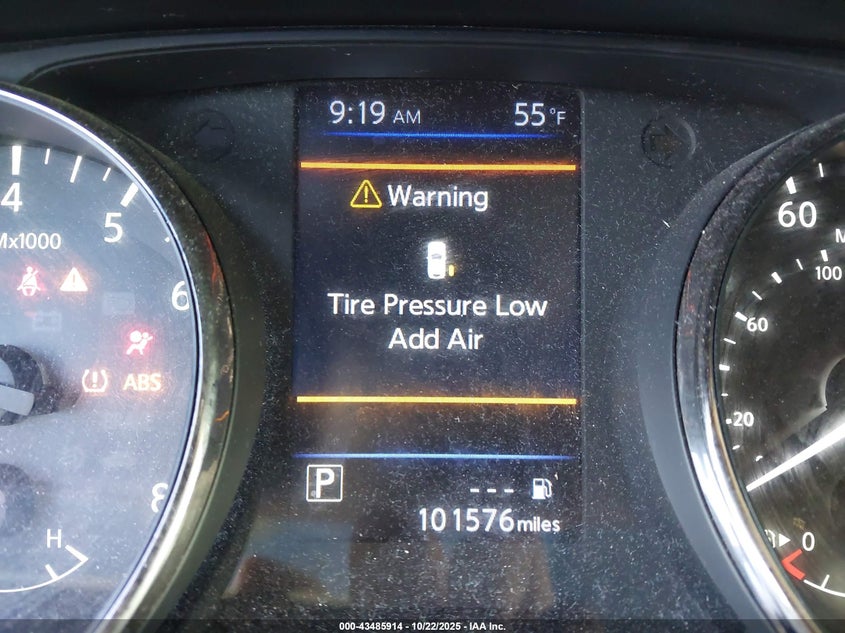 9:19 AM 55°F
Warning
Tire Pressure Low
Add Air
P
---
101576 miles
4
5
6
8
Mx1000
ABS
H
60
100
60
20
0
000-43485914 - 10/22/2025 - IAA Inc.